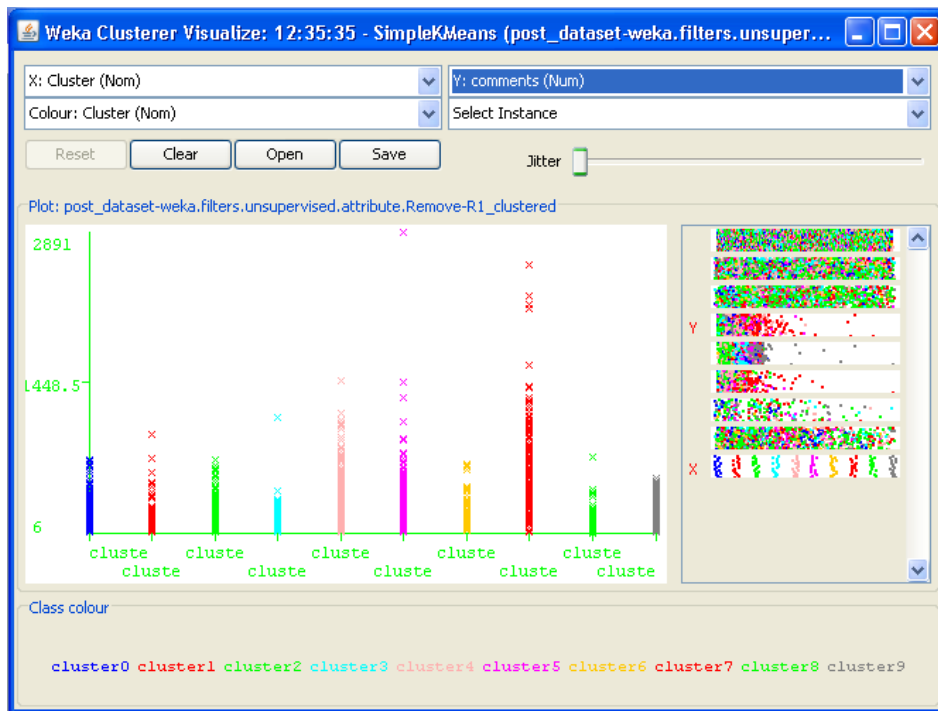 Weka Clusterer Visualize: 12:35:35 - SimpleKMeans (post_dataset-weka.filters.unsuper...
X: Cluster (Nom) Y: comments (Num)
Colour: Cluster (Nom) Select Instance
Reset Clear Open Save Jitter
Plot: post_dataset-weka.filters.unsupervised.attribute.Remove-R1_clustered
2891
Y
1448.5
X
6
cluste cluste cluste cluste cluste
cluste cluste cluste cluste cluste
Class colour
cluster0 cluster1 cluster2 cluster3 cluster4 cluster5 cluster6 cluster7 cluster8 cluster9